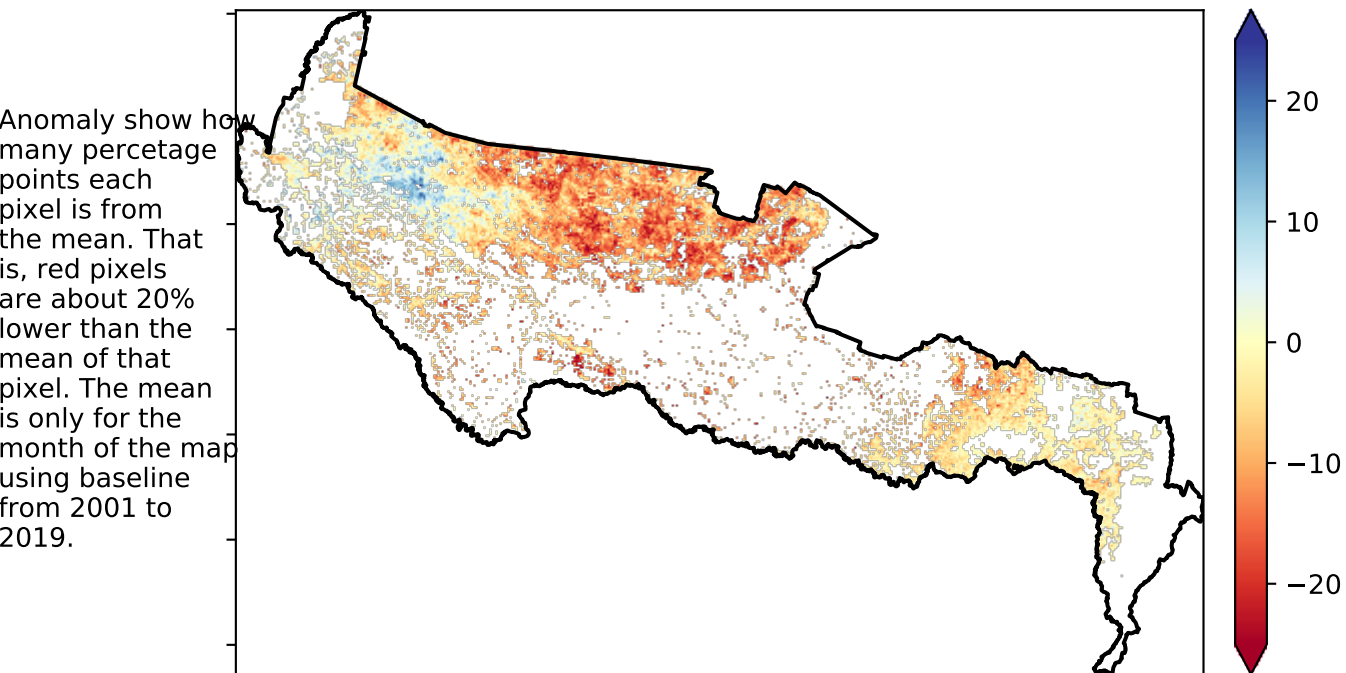 Anomaly show how
many percetage
points each
pixel is from
the mean. That
is, red pixels
are about 20%
lower than the
mean of that
pixel. The mean
is only for the
month of the map
using baseline
from 2001 to
2019.
20
10
0
−10
−20